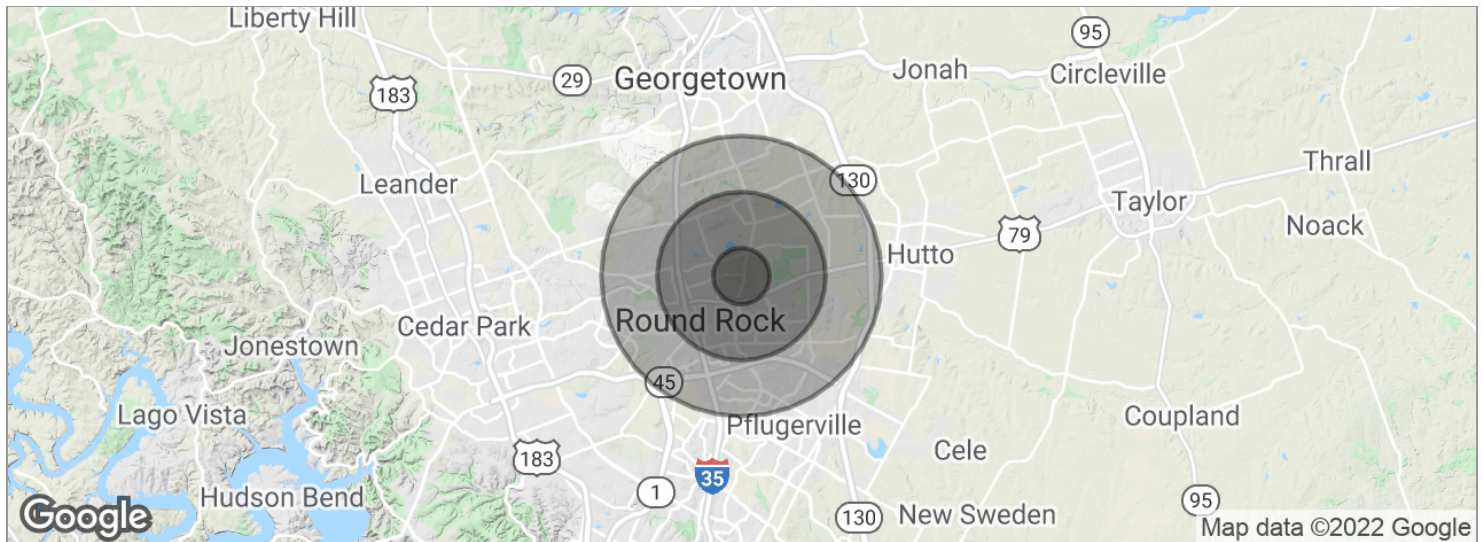 Liberty Hill
95
Jonah
Circleville
29
Georgetown
183
Thrall
130
Leander
Taylor
Noack
79
Hutto
Round Rock
Cedar Park
Jonestown
45
Lago Vista
Coupland
Pflugerville
Cele
183
35
1
Hudson Bend
95
130
New Sweden
Google
Map data ©2022 Google